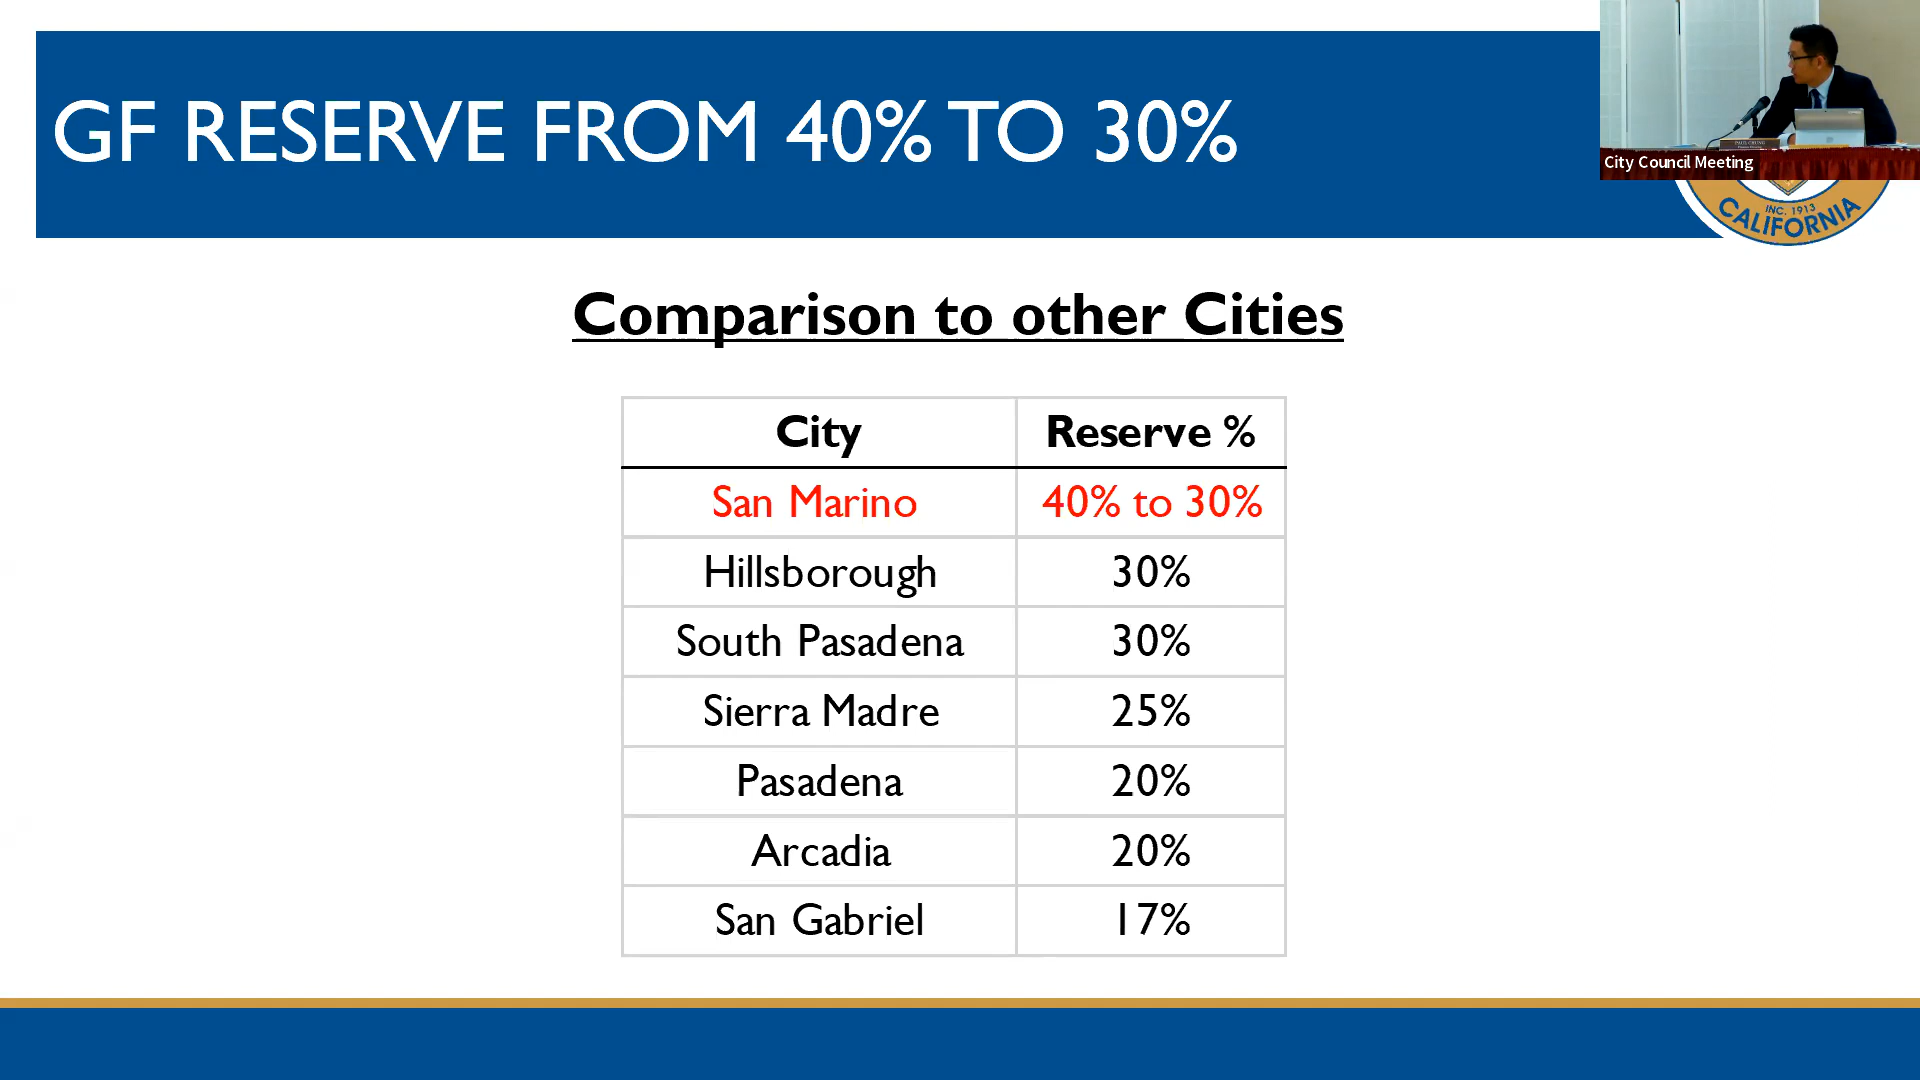 GF RESERVE FROM 40% TO 30%
City Council Meeting
INC. 1913
CALIFORNIA
Comparison to other Cities
City Reserve %
San Marino 40% to 30%
Hillsborough 30%
South Pasadena 30%
Sierra Madre 25%
Pasadena 20%
Arcadia 20%
San Gabriel 17%